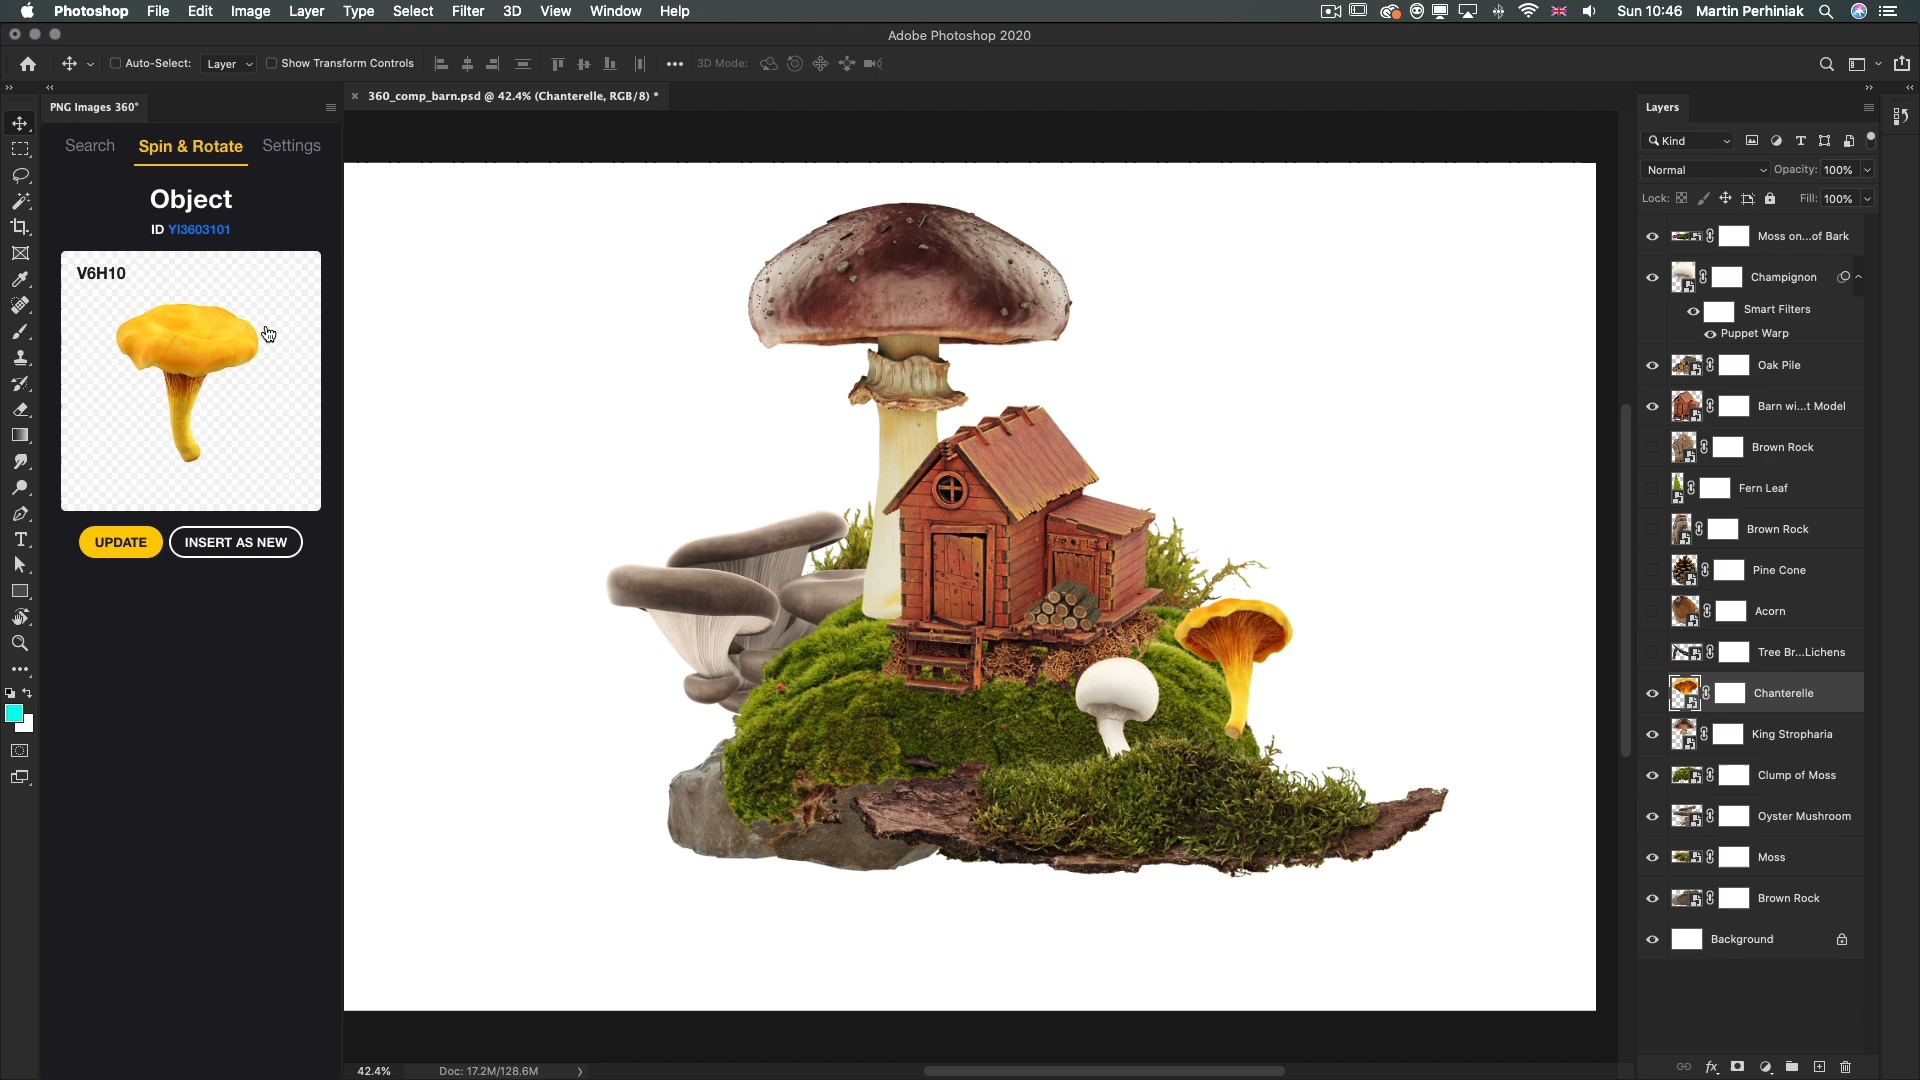 Photoshop File Edit Image Layer Type Select Filter 3D View Window Help
Sun 10:46 Martin Perhiniak
Adobe Photoshop 2020
Auto-Select: Layer Show Transform Controls 3D Mode:
PNG Images 360°
360_comp_barn.psd @ 42.4% (Chanterelle, RGB/8) *
Search Spin & Rotate Settings
Object
ID YI3603101
V6H10
UPDATE INSERT AS NEW
42.4% Doc: 17.2M/128.6M
Layers
Kind
Normal Opacity: 100%
Lock: Fill: 100%
Moss on...of Bark
Champignon
Smart Filters
Puppet Warp
Oak Pile
Barn wi...t Model
Brown Rock
Fern Leaf
Brown Rock
Pine Cone
Acorn
Tree Br...Lichens
Chanterelle
King Stropharia
Clump of Moss
Oyster Mushroom
Moss
Brown Rock
Background
fx